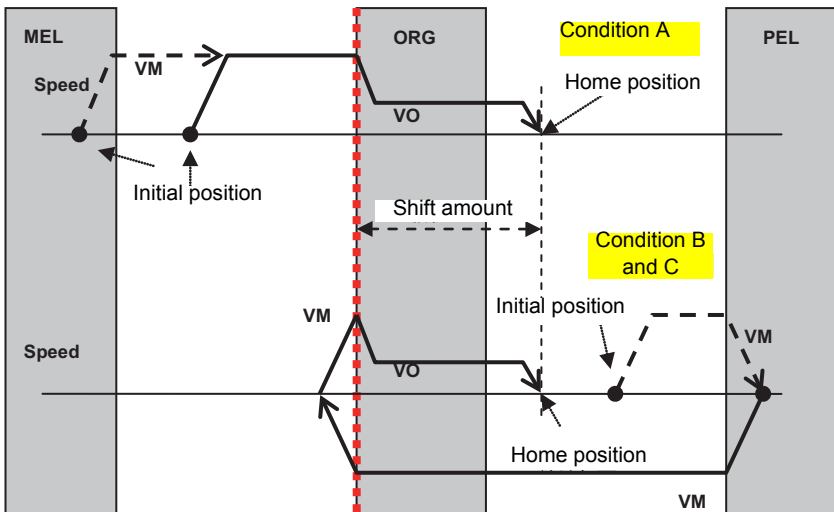 MEL
ORG
Condition A
PEL
Speed
VM
Home position
VO
Initial position
Shift amount
Condition B
and C
VM
Initial position
Speed
VO
VM
Home position
VM